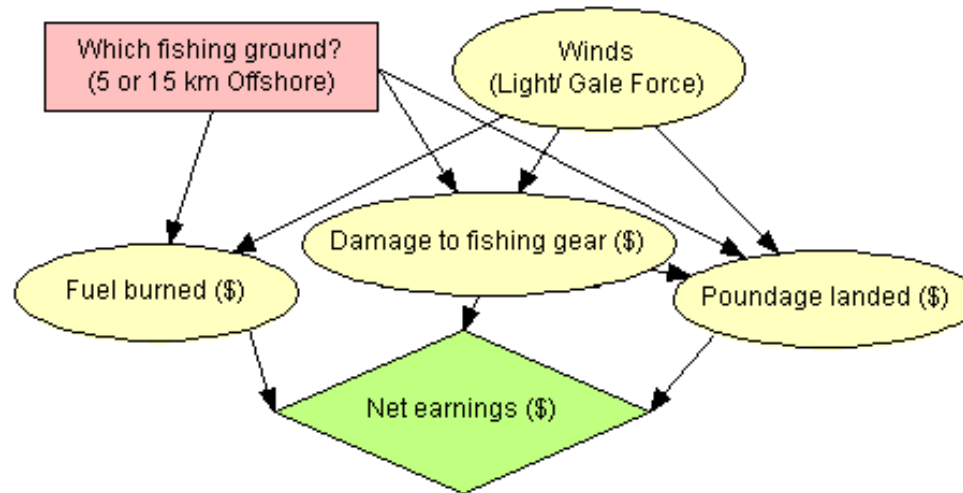 Which fishing ground?
(5 or 15 km Offshore)
Winds
(Light/ Gale Force)
Damage to fishing gear ($)
Fuel burned ($)
Poundage landed ($)
Net earnings ($)